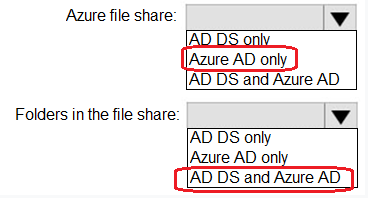 Azure file share:
AD DS only
Azure AD only
AD DS and Azure AD
Folders in the file share:
AD DS only
Azure AD only
AD DS and Azure AD